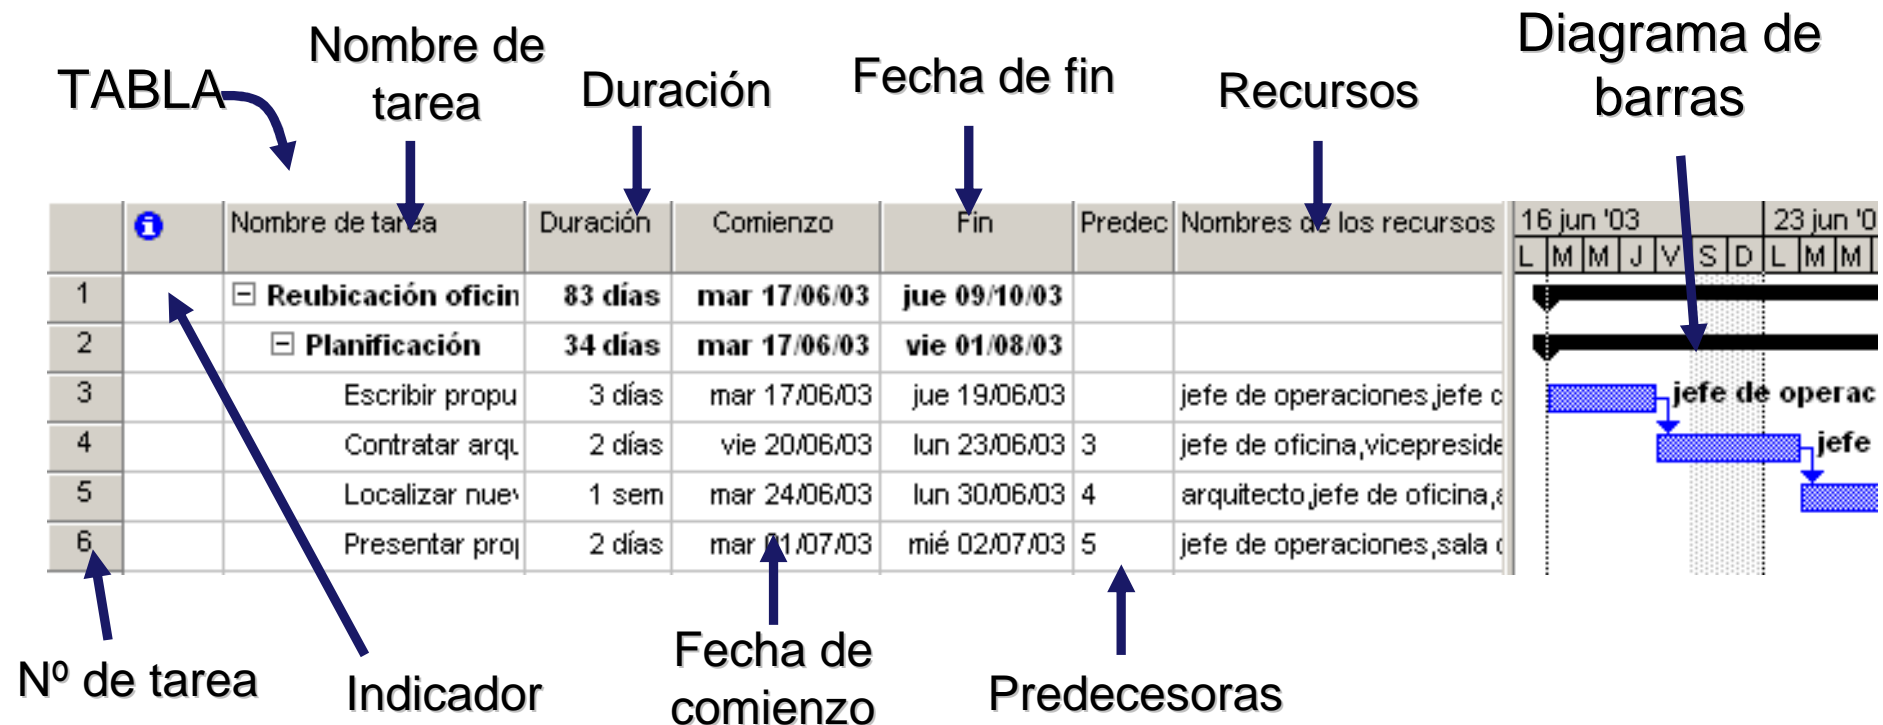 TABLA
Nombre de
tarea
Duración
Fecha de fin
Recursos
Diagrama de
barras
Nombre de tarea Duración Comienzo Fin Predec Nombres de los recursos 16 jun '03 23 jun '0
L M M J V S D L M M
1 Reubicación oficin 83 días mar 17/06/03 jue 09/10/03
2 Planificación 34 días mar 17/06/03 vie 01/08/03
3 Escribir propu 3 días mar 17/06/03 jue 19/06/03 jefe de operaciones,jefe c jefe de operac
4 Contratar arqu 2 días vie 20/06/03 lun 23/06/03 3 jefe de oficina,vicepreside jefe
5 Localizar nuev 1 sem mar 24/06/03 lun 30/06/03 4 arquitecto,jefe de oficina,a
6 Presentar prop 2 días mar 01/07/03 mié 02/07/03 5 jefe de operaciones,sala c
Nº de tarea
Indicador
Fecha de
comienzo
Predecesoras